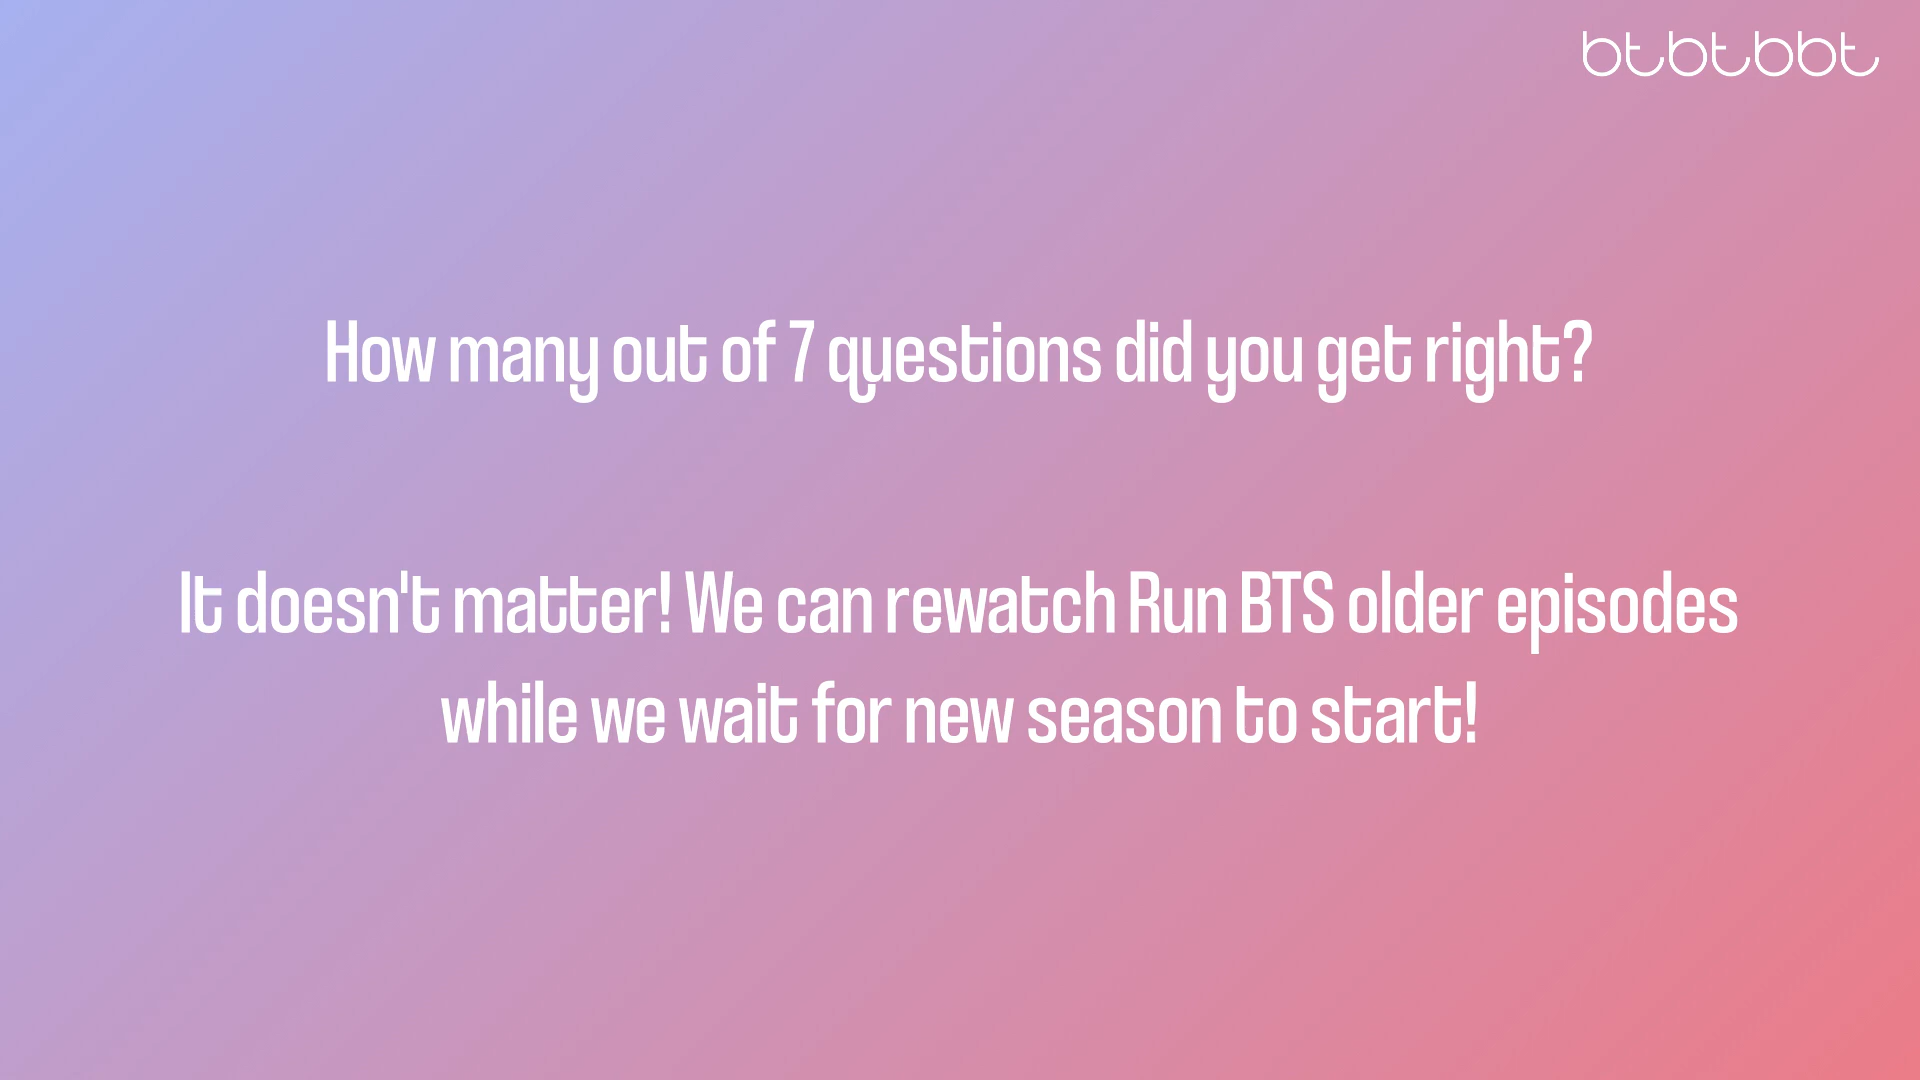 btbtbbt
How many out of 7 questions did you get right?
It doesn't matter! We can rewatch Run BTS older episodes
while we wait for new season to start!